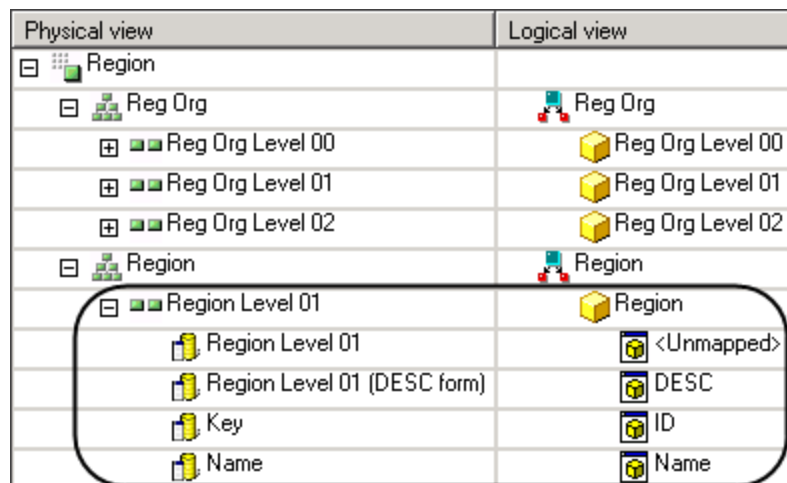 Physical view Logical view
Region
Reg Org Reg Org
Reg Org Level 00 Reg Org Level 00
Reg Org Level 01 Reg Org Level 01
Reg Org Level 02 Reg Org Level 02
Region Region
Region Level 01 Region
Region Level 01 <Unmapped>
Region Level 01 (DESC form) DESC
Key ID
Name Name